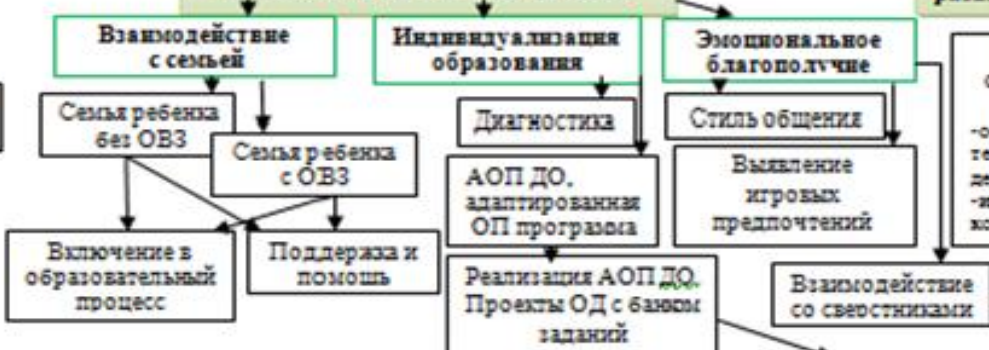 Взаимодействие
с семьей
Индивидуализация
образования
Эмоциональное
благополучие
Семья ребенка
без ОВЗ
Семья ребенка
с ОВЗ
Диагностика
Стиль общения
АОП ДО,
адаптированная
ОП программа
Выявление
игровых
предпочтений
Включение в
образовательный
процесс
Поддержка и
помощь
Реализация АОП ДО.
Проекты ОД с банком
заданий
Взаимодействие
со сверстниками